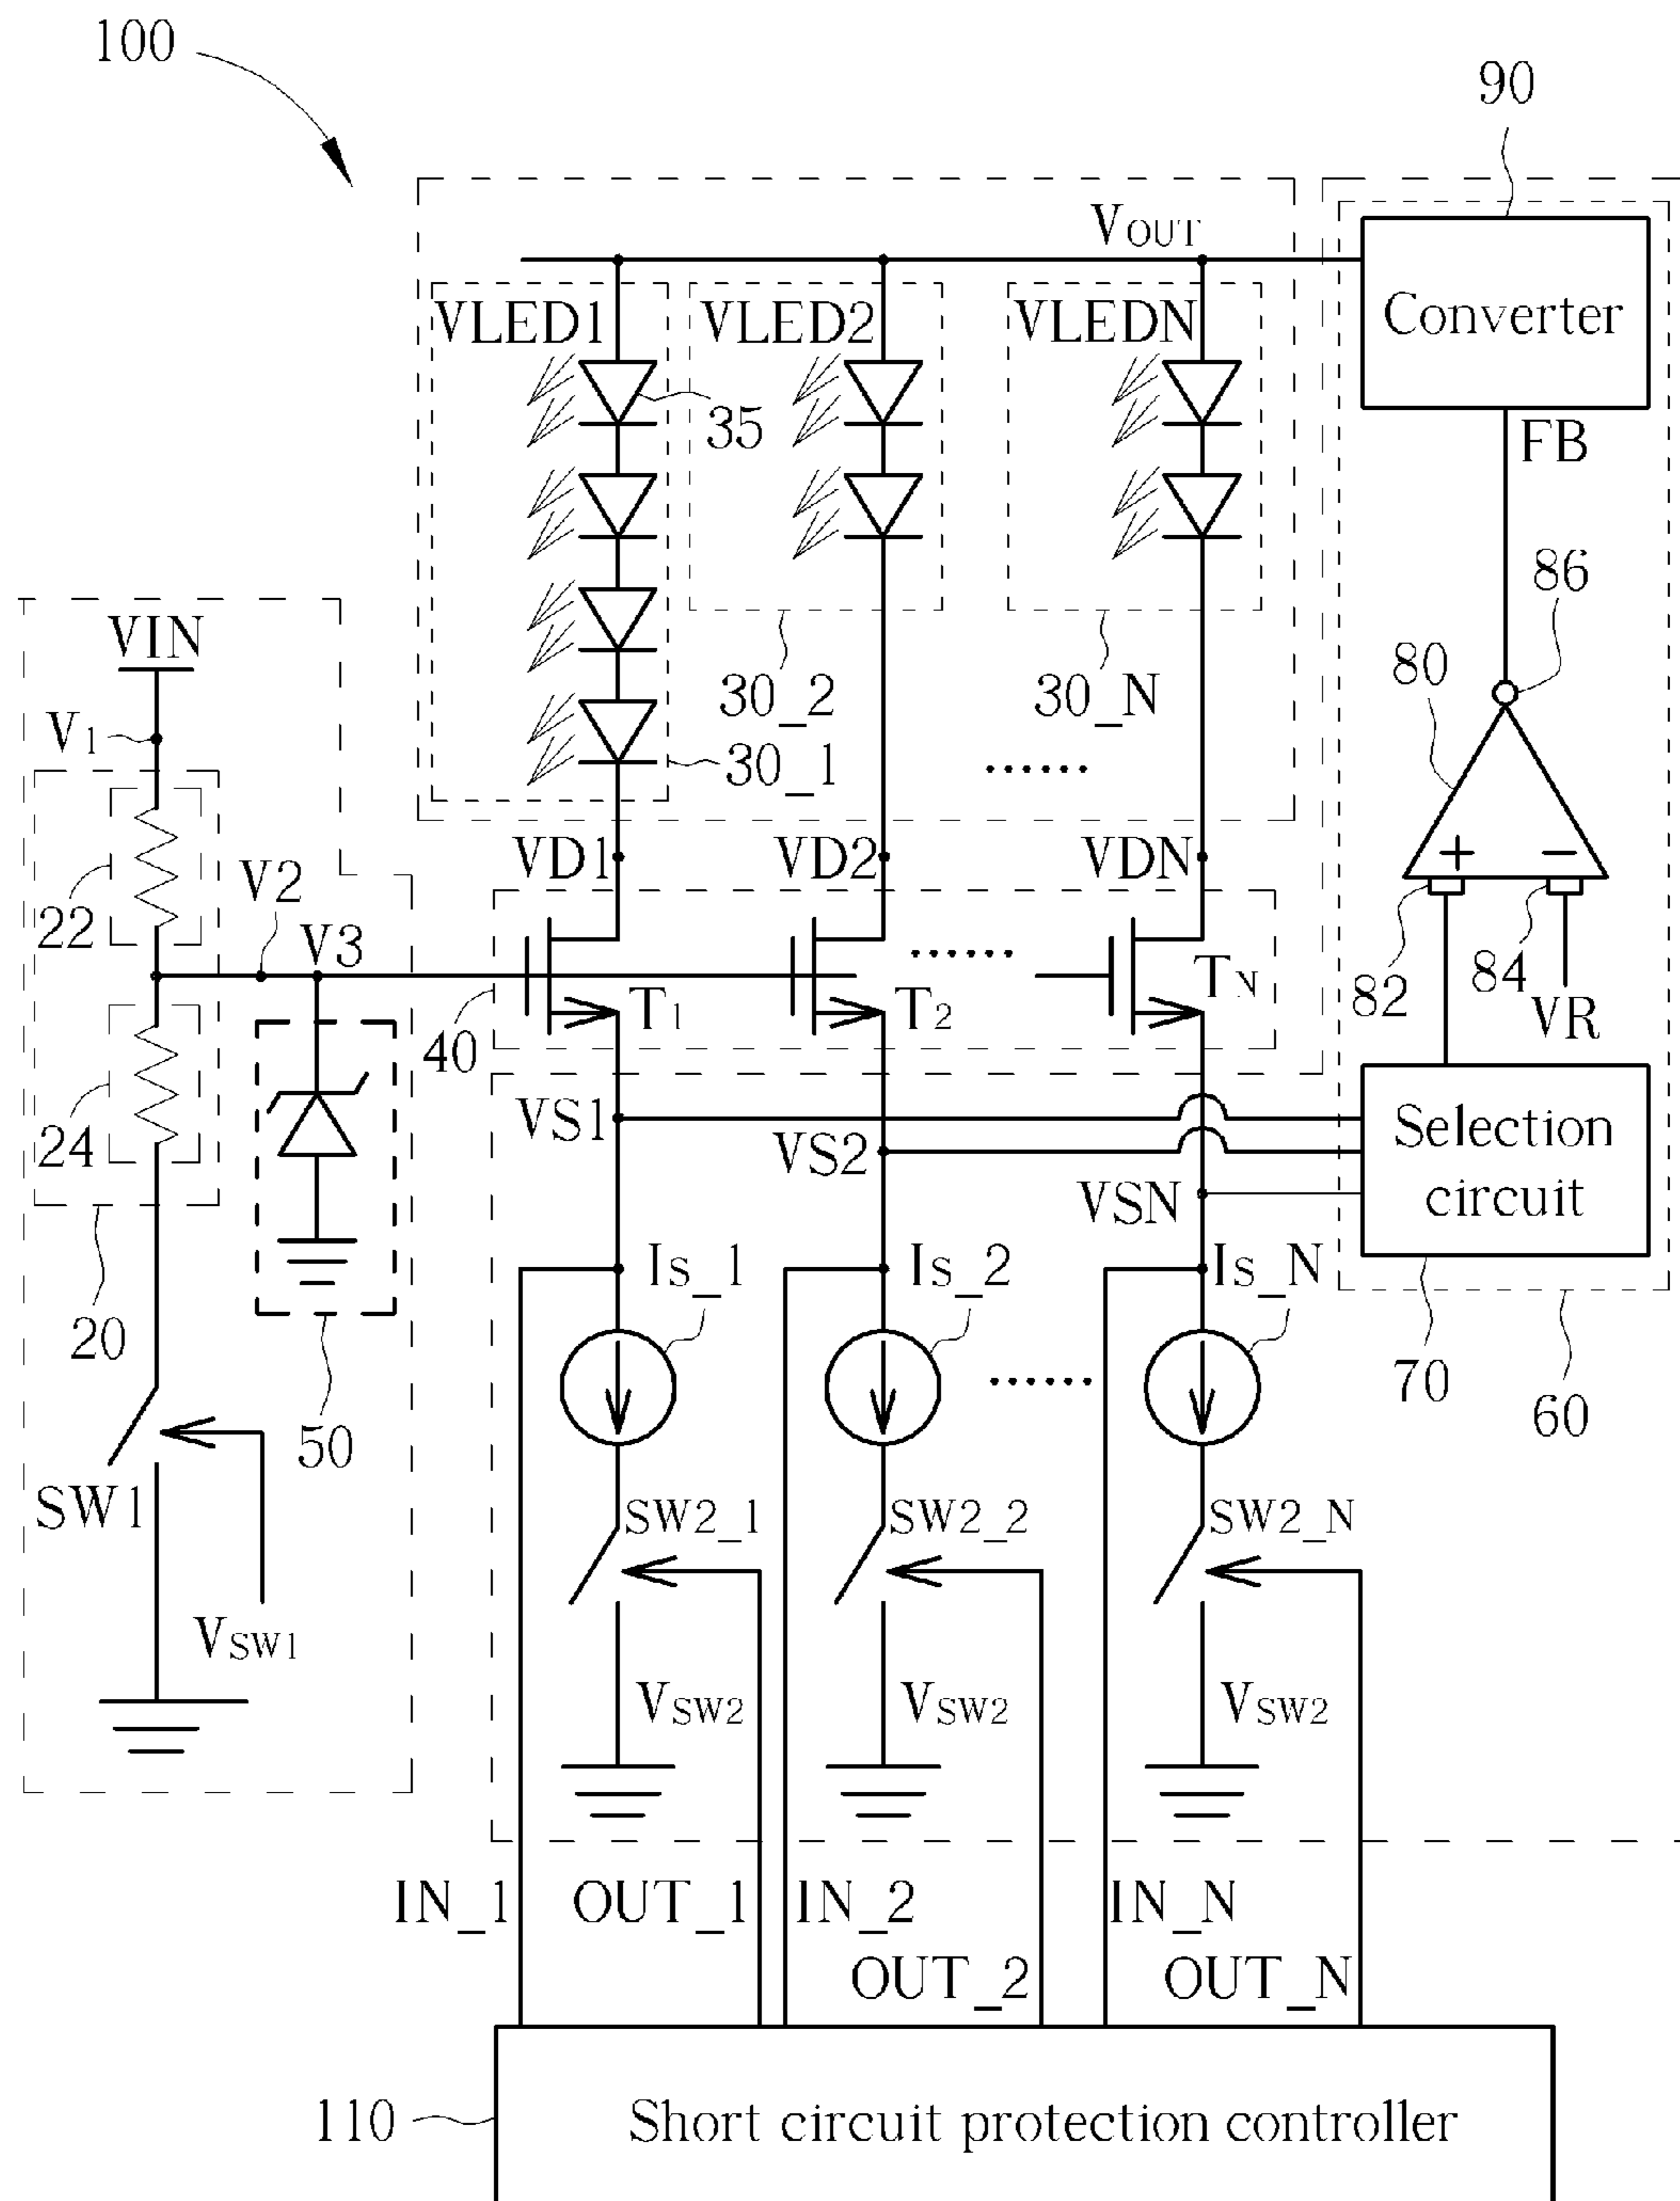 100
90
VOUT
Converter
VLED1
VLED2
VLEDN
35
FB
86
80
VIN
V1
30_2
30_N
30_1
......
+
−
22
V2
V3
VD1
VD2
VDN
......
82
84
VR
40
T1
T2
TN
24
VS1
VS2
VSN
Selection
circuit
20
50
IS_1
IS_2
IS_N
......
70
60
SW1
SW2_1
SW2_2
SW2_N
VSW1
VSW2
VSW2
VSW2
IN_1
OUT_1
IN_2
IN_N
OUT_2
OUT_N
110
Short circuit protection controller